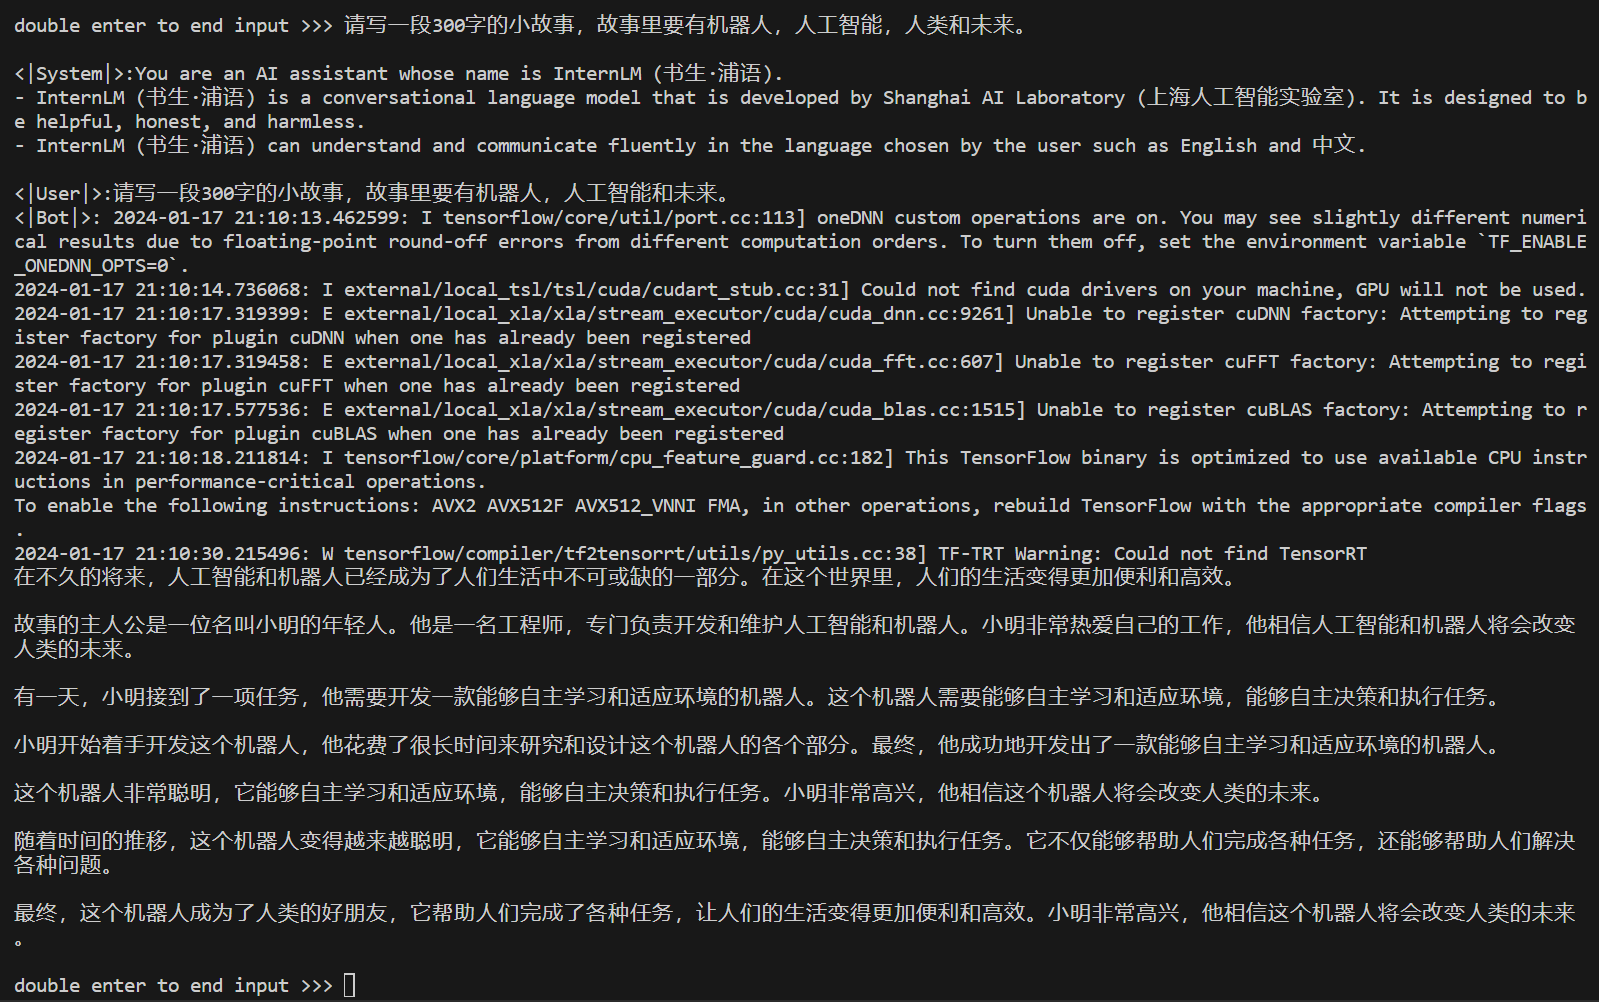 double enter to end input >>> 请写一段300字的小故事，故事里要有机器人，人工智能，人类和未来。
<|System|>:You are an AI assistant whose name is InternLM (书生·浦语).
- InternLM (书生·浦语) is a conversational language model that is developed by Shanghai AI Laboratory (上海人工智能实验室). It is designed to b
e helpful, honest, and harmless.
- InternLM (书生·浦语) can understand and communicate fluently in the language chosen by the user such as English and 中文.
<|User|>:请写一段300字的小故事，故事里要有机器人，人工智能和未来。
<|Bot|>: 2024-01-17 21:10:13.462599: I tensorflow/core/util/port.cc:113] oneDNN custom operations are on. You may see slightly different numeri
cal results due to floating-point round-off errors from different computation orders. To turn them off, set the environment variable `TF_ENABLE
_ONEDNN_OPTS=0`.
2024-01-17 21:10:14.736068: I external/local_tsl/tsl/cuda/cudart_stub.cc:31] Could not find cuda drivers on your machine, GPU will not be used.
2024-01-17 21:10:17.319399: E external/local_xla/xla/stream_executor/cuda/cuda_dnn.cc:9261] Unable to register cuDNN factory: Attempting to reg
ister factory for plugin cuDNN when one has already been registered
2024-01-17 21:10:17.319458: E external/local_xla/xla/stream_executor/cuda/cuda_fft.cc:607] Unable to register cuFFT factory: Attempting to regi
ster factory for plugin cuFFT when one has already been registered
2024-01-17 21:10:17.577536: E external/local_xla/xla/stream_executor/cuda/cuda_blas.cc:1515] Unable to register cuBLAS factory: Attempting to r
egister factory for plugin cuBLAS when one has already been registered
2024-01-17 21:10:18.211814: I tensorflow/core/platform/cpu_feature_guard.cc:182] This TensorFlow binary is optimized to use available CPU instr
uctions in performance-critical operations.
To enable the following instructions: AVX2 AVX512F AVX512_VNNI FMA, in other operations, rebuild TensorFlow with the appropriate compiler flags
.
2024-01-17 21:10:30.215496: W tensorflow/compiler/tf2tensorrt/utils/py_utils.cc:38] TF-TRT Warning: Could not find TensorRT
在不久的将来，人工智能和机器人已经成为了人们生活中不可或缺的一部分。在这个世界里，人们的生活变得更加便利和高效。
故事的主人公是一位名叫小明的年轻人。他是一名工程师，专门负责开发和维护人工智能和机器人。小明非常热爱自己的工作，他相信人工智能和机器人将会改变
人类的未来。
有一天，小明接到了一项任务，他需要开发一款能够自主学习和适应环境的机器人。这个机器人需要能够自主学习和适应环境，能够自主决策和执行任务。
小明开始着手开发这个机器人，他花费了很长时间来研究和设计这个机器人的各个部分。最终，他成功地开发出了一款能够自主学习和适应环境的机器人。
这个机器人非常聪明，它能够自主学习和适应环境，能够自主决策和执行任务。小明非常高兴，他相信这个机器人将会改变人类的未来。
随着时间的推移，这个机器人变得越来越聪明，它能够自主学习和适应环境，能够自主决策和执行任务。它不仅能够帮助人们完成各种任务，还能够帮助人们解决
各种问题。
最终，这个机器人成为了人类的好朋友，它帮助人们完成了各种任务，让人们的生活变得更加便利和高效。小明非常高兴，他相信这个机器人将会改变人类的未来
。
double enter to end input >>>